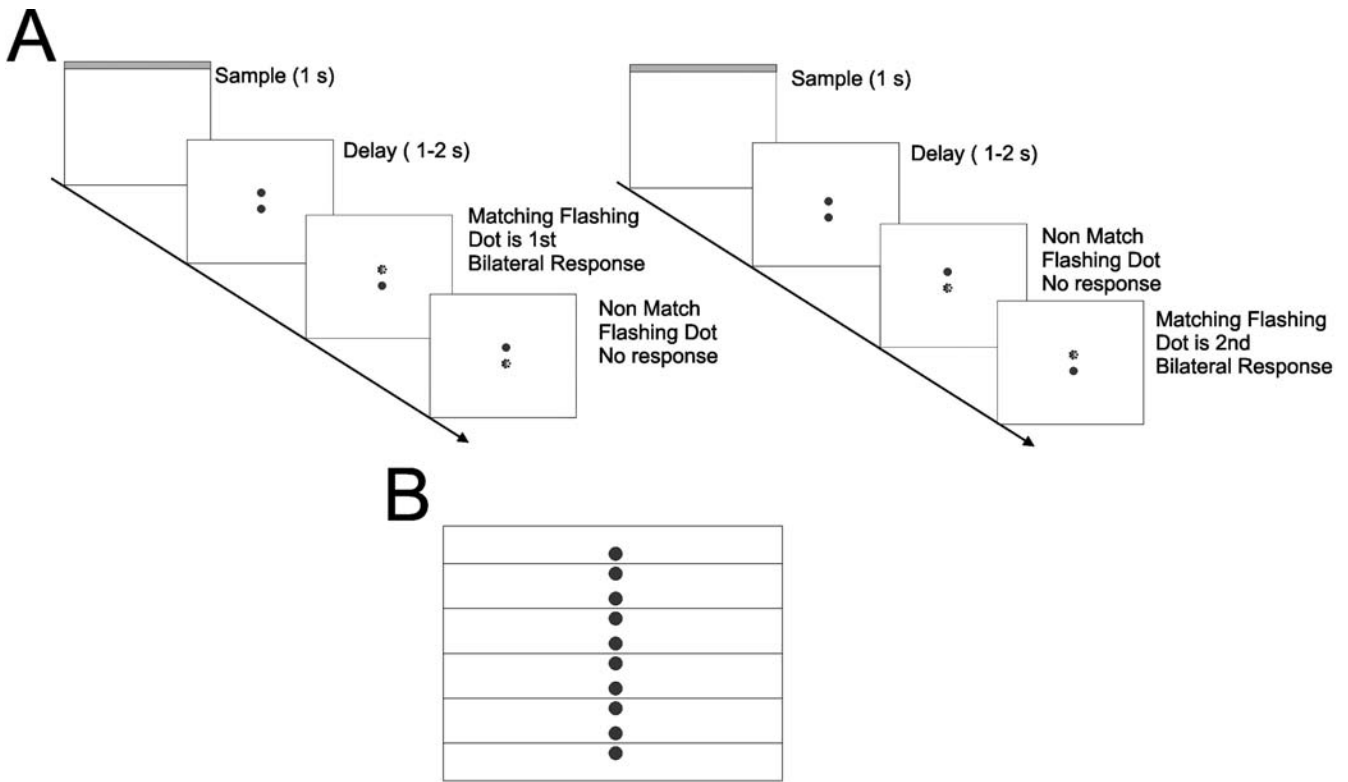 A
Sample (1 s)
Delay ( 1-2 s)
Matching Flashing
Dot is 1st
Bilateral Response
Non Match
Flashing Dot
No response
Sample (1 s)
Delay ( 1-2 s)
Non Match
Flashing Dot
No response
Matching Flashing
Dot is 2nd
Bilateral Response
B